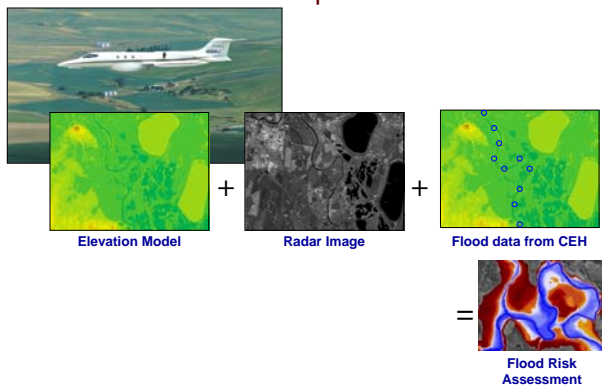 +
+
Elevation Model
Radar Image
Flood data from CEH
=
Flood Risk
Assessment